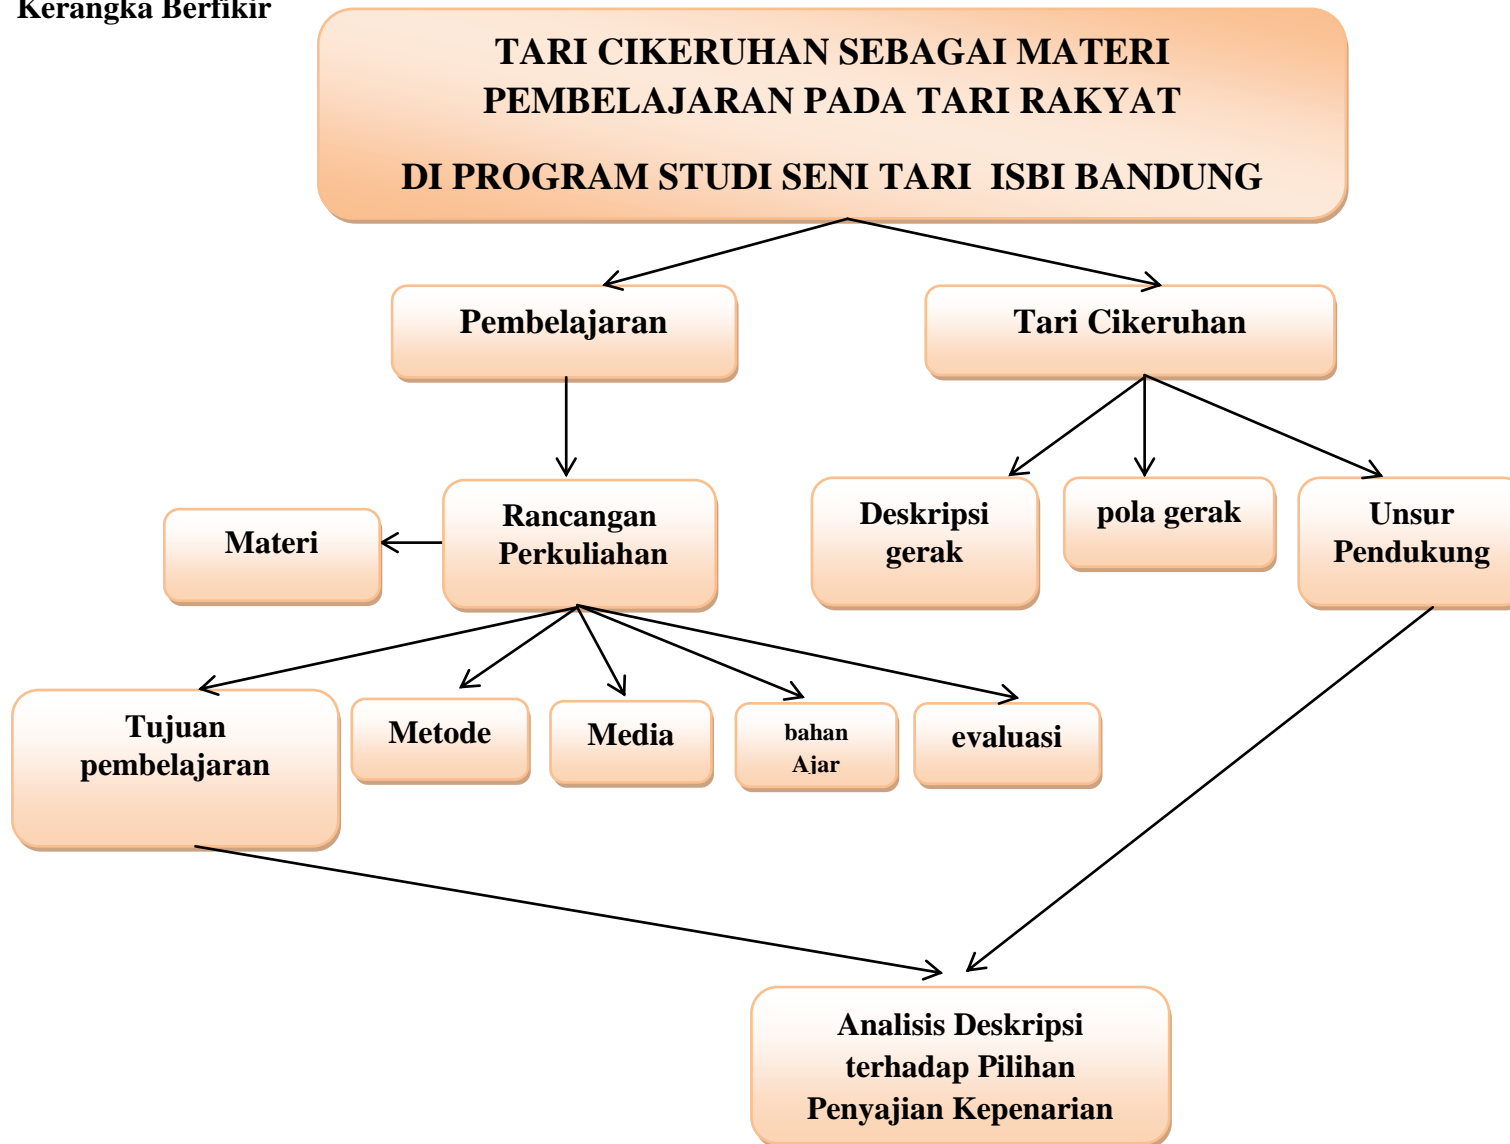 Kerangka Berfikir
TARI CIKERUHAN SEBAGAI MATERI
PEMBELAJARAN PADA TARI RAKYAT
DI PROGRAM STUDI SENI TARI ISBI BANDUNG
Pembelajaran
Tari Cikeruhan
Rancangan
Perkuliahan
Materi
Deskripsi
gerak
pola gerak
Unsur
Pendukung
Tujuan
pembelajaran
Metode
Media
bahan
Ajar
evaluasi
Analisis Deskripsi
terhadap Pilihan
Penyajian Kepenarian